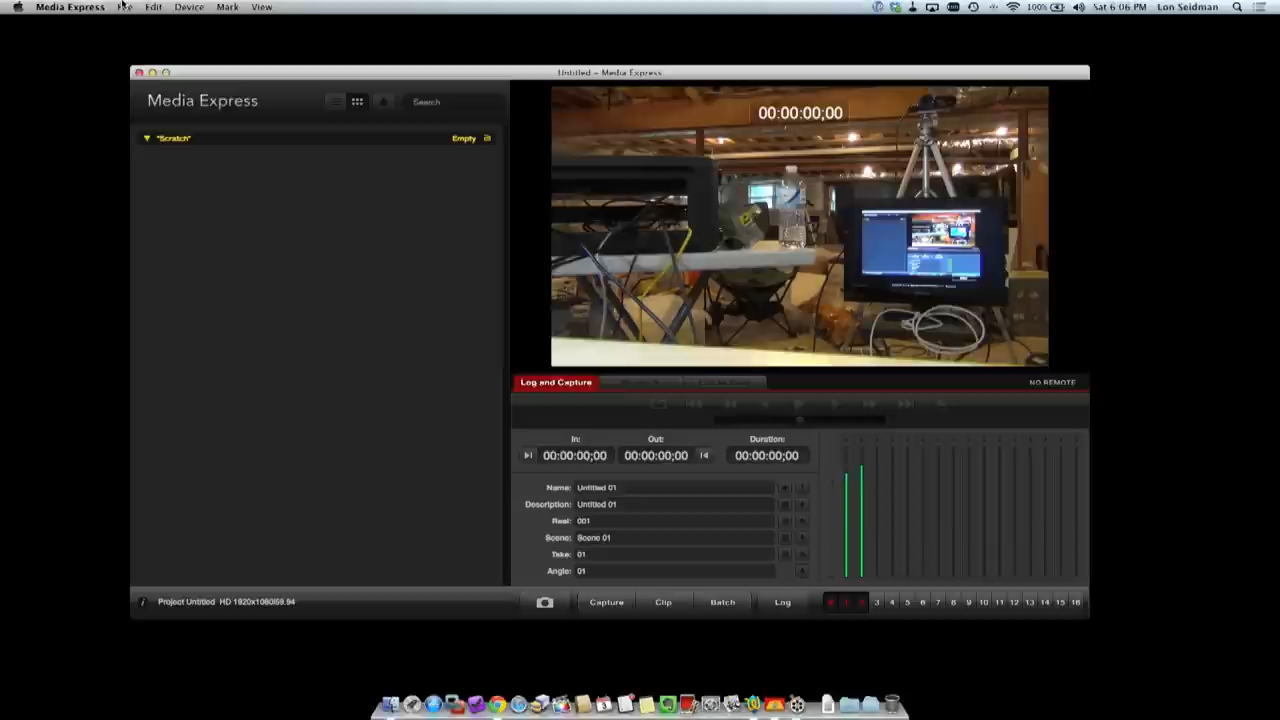 Media Express File Edit Device Mark View 100% Sat 6:06 PM Lon Seidman
Untitled - Media Express
Media Express
Search
"Scratch" Empty
00:00:00;00
Log and Capture
NO REMOTE
In: Out: Duration:
00:00:00;00 00:00:00;00 00:00:00;00
Name: Untitled 01
Description: Untitled 01
Reel: 001
Scene: Scene 01
Take: 01
Angle: 01
Project Untitled HD 1920x1080i59.94
Capture Clip Batch Log
1 2 3 4 5 6 7 8 9 10 11 12 13 14 15 16